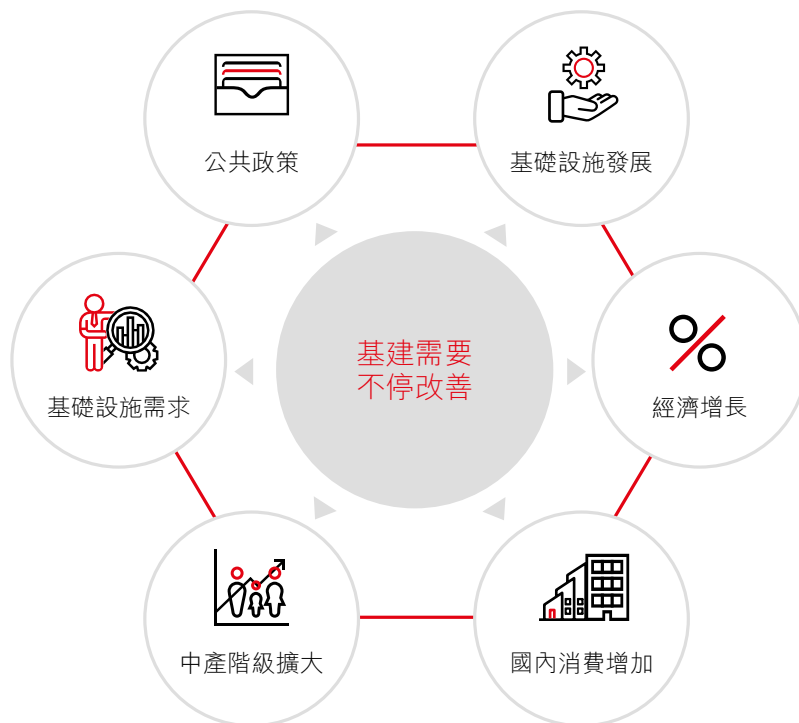 公共政策
基礎設施發展
基建需要
不停改善
基礎設施需求
經濟增長
中產階級擴大
國內消費增加